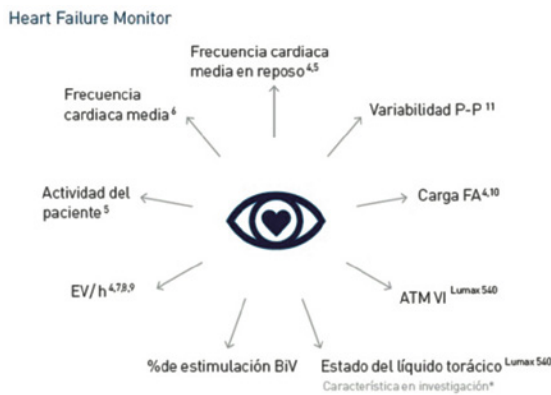 Heart Failure Monitor
Frecuencia cardiaca
media en reposo 4,5
Frecuencia
cardiaca media 6
Variabilidad P-P 11
Actividad del
paciente 5
Carga FA 4,10
EV/h 4,7,8,9
ATM VI Lumax 540
%de estimulación BiV
Estado del líquido torácico Lumax 540
Característica en investigación*